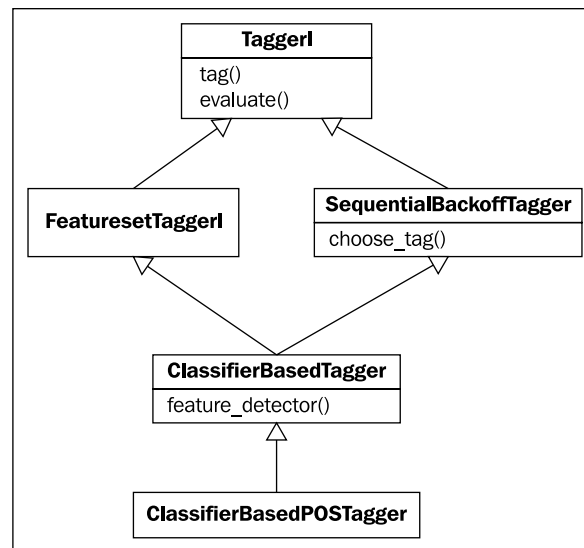 TaggerI
tag()
evaluate()
FeaturesetTaggerI
SequentialBackoffTagger
choose_tag()
ClassifierBasedTagger
feature_detector()
ClassifierBasedPOSTagger